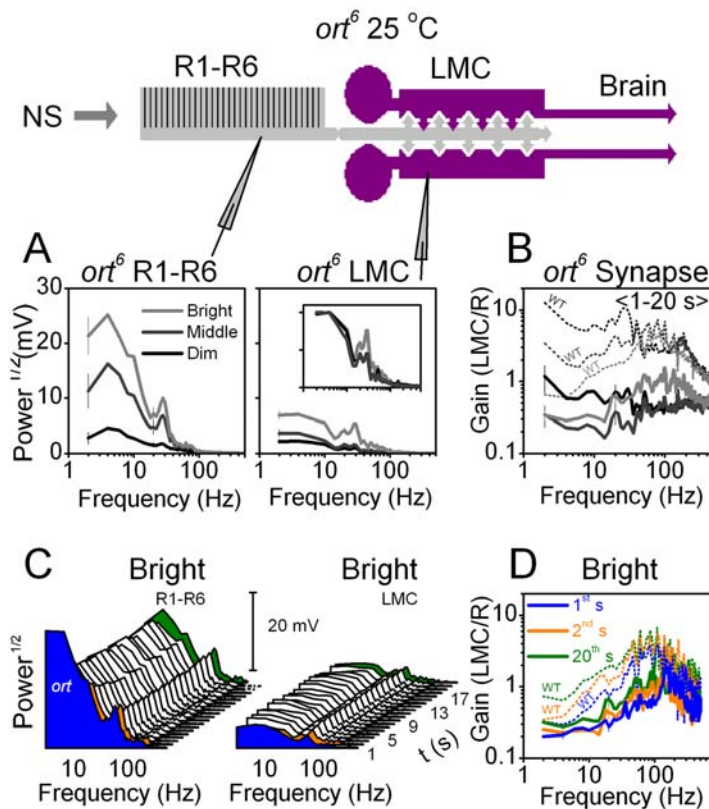 ort⁶ 25 °C
R1-R6
LMC
Brain
NS
A
ort⁶ R1-R6
ort⁶ LMC
B
ort⁶ Synapse
<1-20 s>
30
20
10
0
Power ¹/²(mV)
Bright
Middle
Dim
1
10
100
Frequency (Hz)
1
10
100
Frequency (Hz)
Gain (LMC/R)
10
1
0.1
WT
WT
WT
1
10
100
Frequency (Hz)
C
Bright
R1-R6
20 mV
Bright
LMC
Power¹/²
ort
10
100
Frequency (Hz)
10
100
Frequency (Hz)
1
5
9
13
17
t (s)
D
Bright
1ˢᵗ s
2ⁿᵈ s
20ᵗʰ s
Gain (LMC/R)
10
1
0.1
WT
WT
WT
1
10
100
Frequency (Hz)